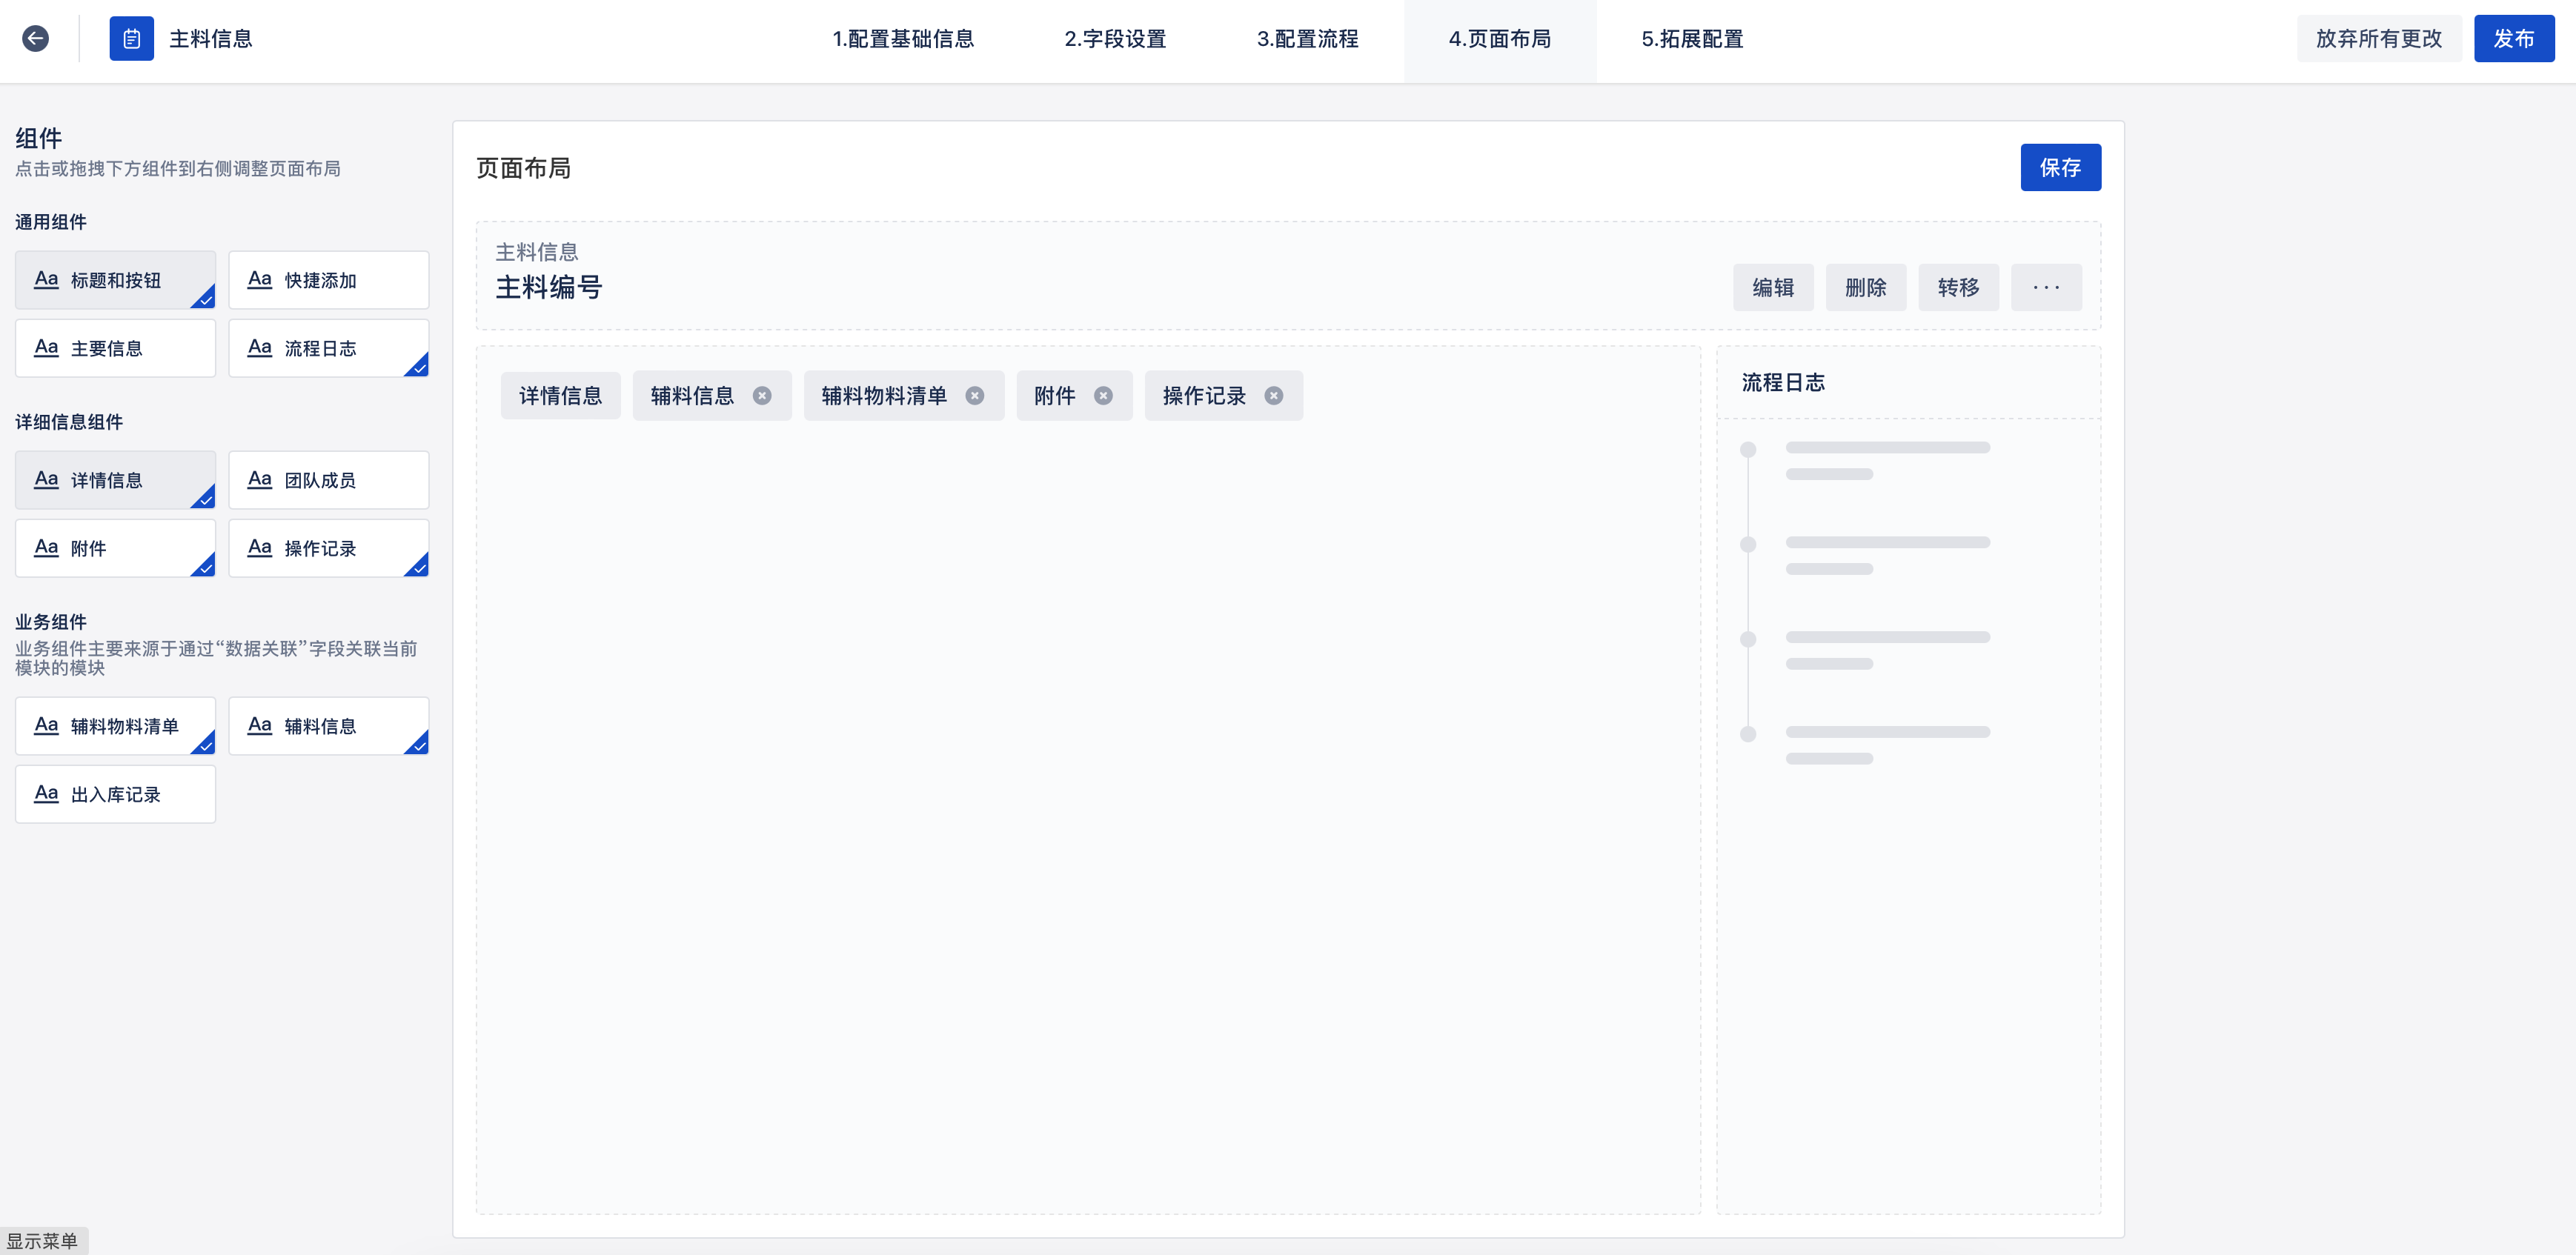 主料信息
1.配置基础信息
2.字段设置
3.配置流程
4.页面布局
5.拓展配置
放弃所有更改
发布
组件
点击或拖拽下方组件到右侧调整页面布局
通用组件
Aa 标题和按钮
Aa 快捷添加
Aa 主要信息
Aa 流程日志
详细信息组件
Aa 详情信息
Aa 团队成员
Aa 附件
Aa 操作记录
业务组件
业务组件主要来源于通过“数据关联”字段关联当前
模块的模块
Aa 辅料物料清单
Aa 辅料信息
Aa 出入库记录
显示菜单
页面布局
保存
主料信息
主料编号
编辑
删除
转移
···
详情信息
辅料信息
辅料物料清单
附件
操作记录
流程日志